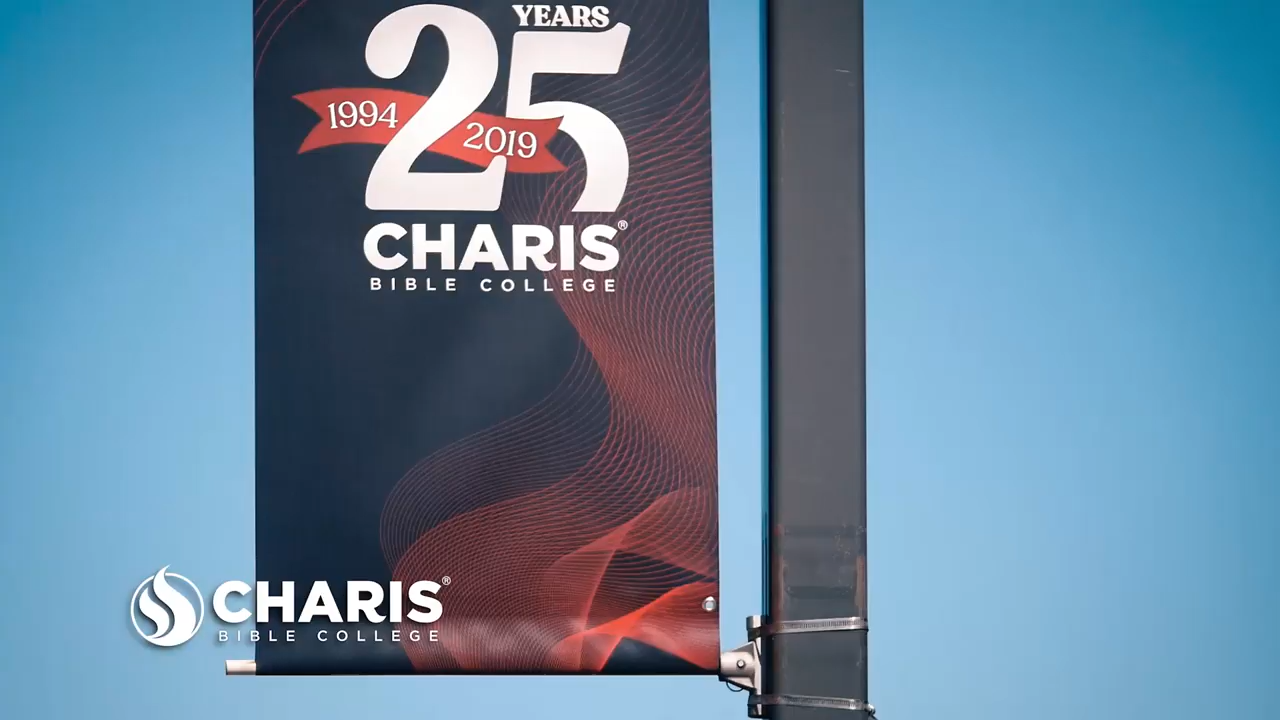 YEARS
25
1994
2019
CHARIS®
BIBLE COLLEGE
CHARIS®
BIBLE COLLEGE